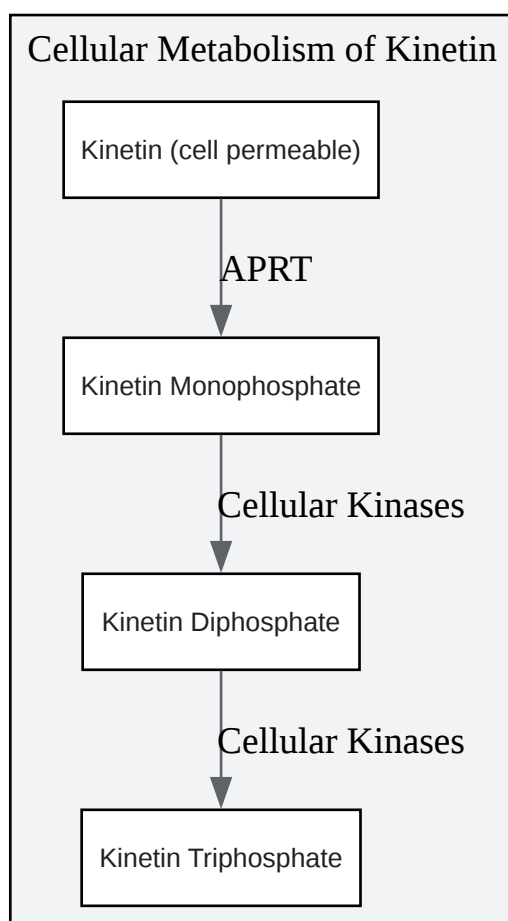 Cellular Metabolism of Kinetin
Kinetin (cell permeable)
APRT
Kinetin Monophosphate
Cellular Kinases
Kinetin Diphosphate
Cellular Kinases
Kinetin Triphosphate